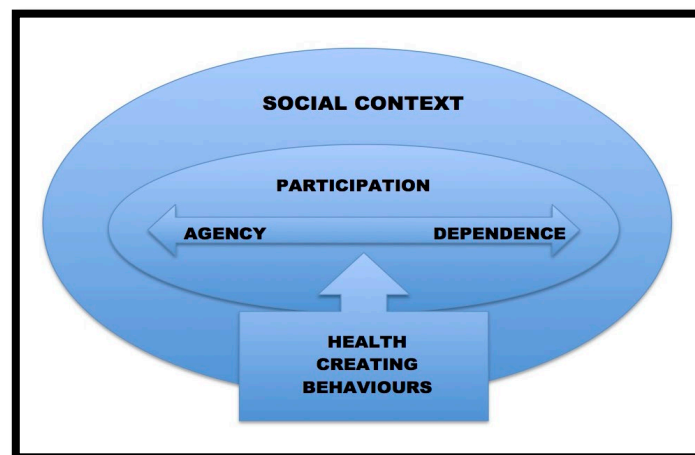 SOCIAL CONTEXT
PARTICIPATION
AGENCY DEPENDENCE
HEALTH
CREATING
BEHAVIOURS